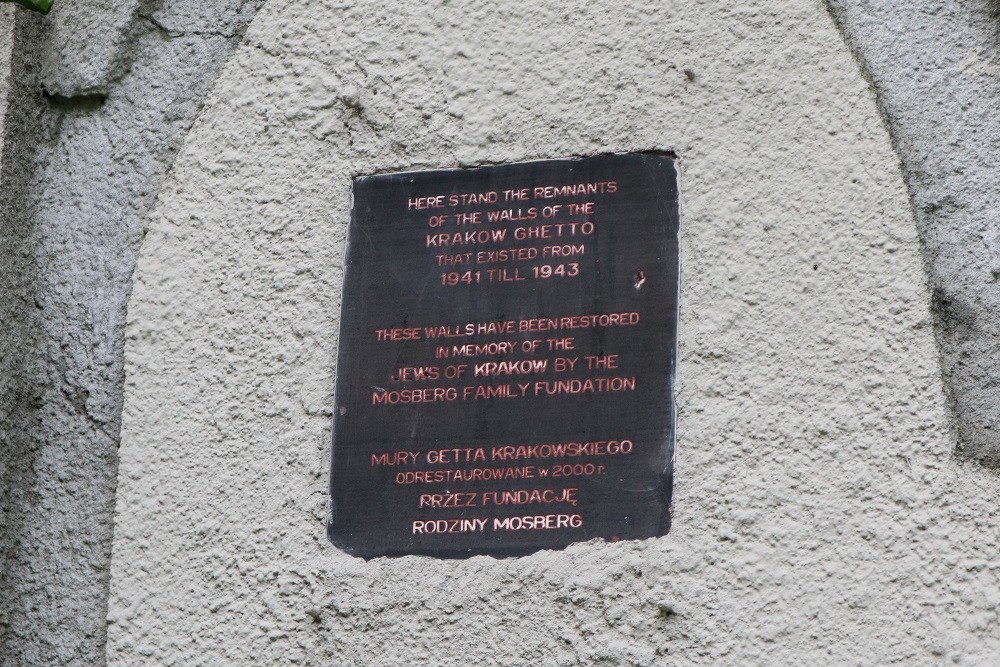 HERE STAND THE REMNANTS
OF THE WALLS OF THE
KRAKOW GHETTO
THAT EXISTED FROM
1941 TILL 1943
THESE WALLS HAVE BEEN RESTORED
IN MEMORY OF THE
JEWS OF KRAKOW BY THE
MOSBERG FAMILY FUNDATION
MURY GETTA KRAKOWSKIEGO
ODRESTAUROWANE W 2000 r.
PRZEZ FUNDACJĘ
RODZINY MOSBERG